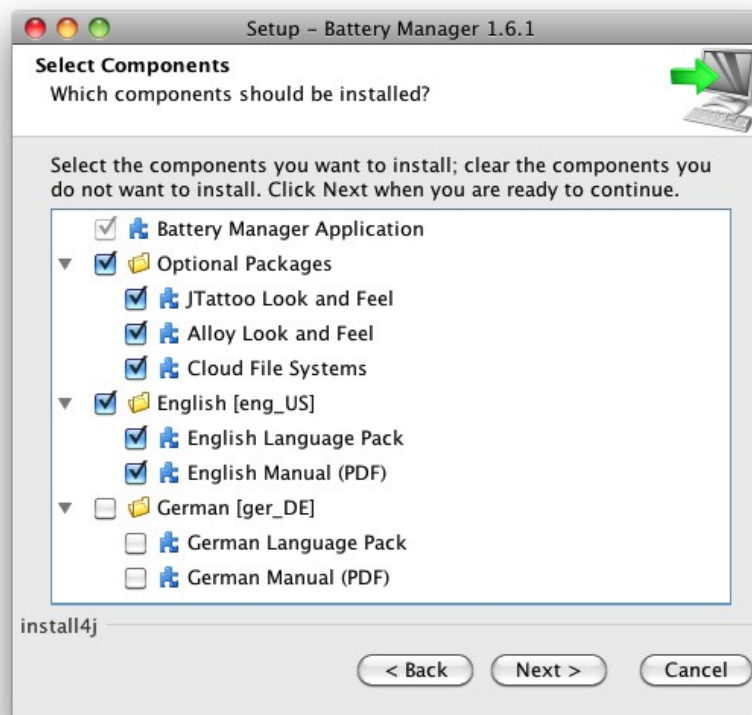 Setup – Battery Manager 1.6.1
Select Components
Which components should be installed?
Select the components you want to install; clear the components you
do not want to install. Click Next when you are ready to continue.
Battery Manager Application
Optional Packages
JTattoo Look and Feel
Alloy Look and Feel
Cloud File Systems
English [eng_US]
English Language Pack
English Manual (PDF)
German [ger_DE]
German Language Pack
German Manual (PDF)
install4j
< Back Next > Cancel